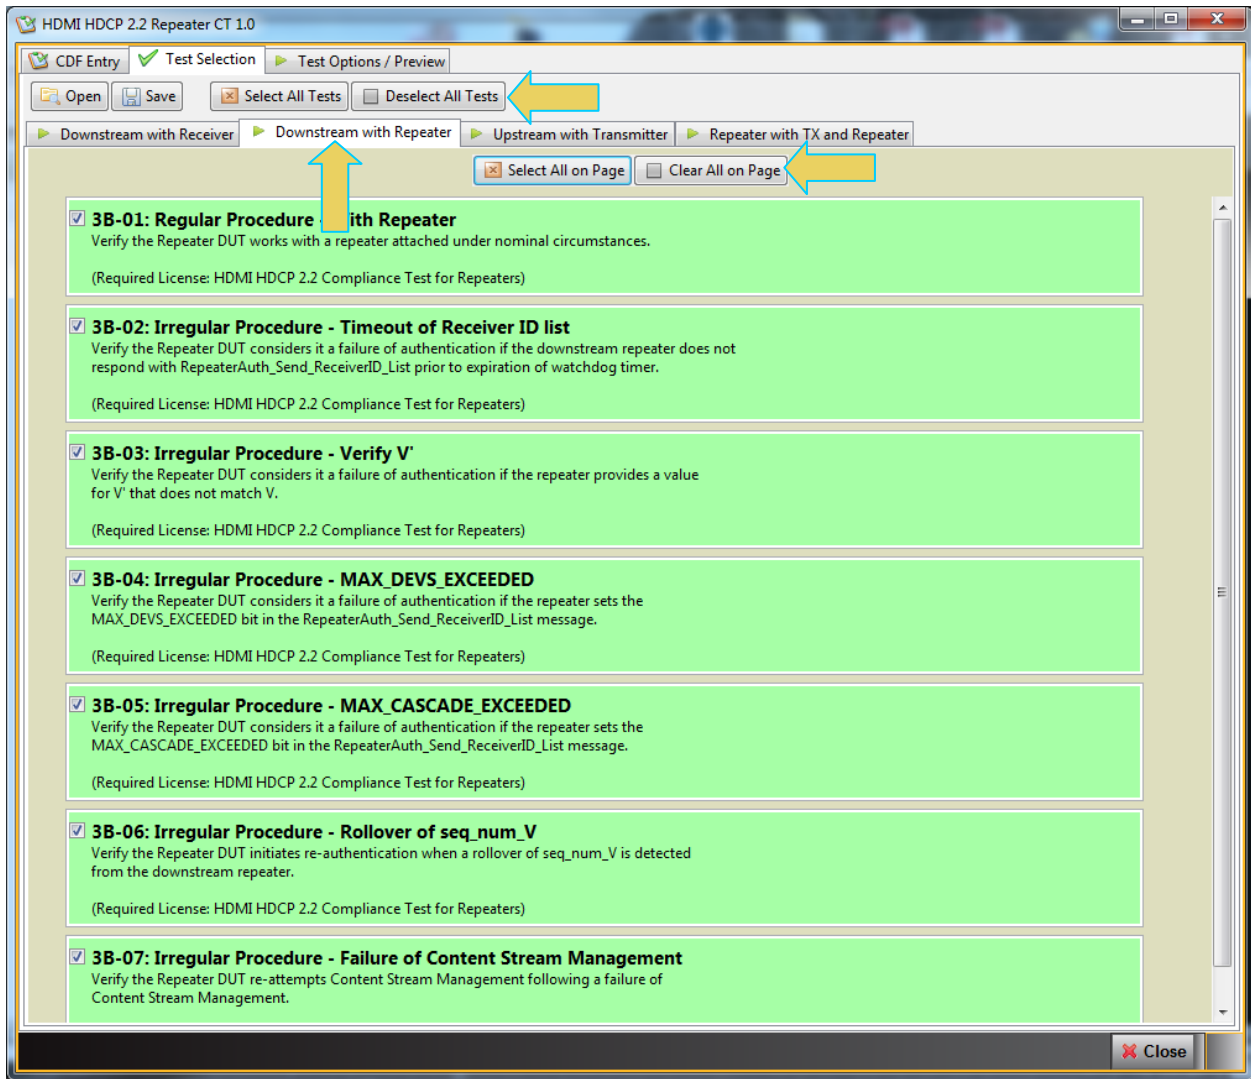 HDMI HDCP 2.2 Repeater CT 1.0
CDF Entry Test Selection Test Options / Preview
Open Save Select All Tests Deselect All Tests
Downstream with Receiver Downstream with Repeater Upstream with Transmitter Repeater with TX and Repeater
Select All on Page Clear All on Page
3B-01: Regular Procedure - ith Repeater
Verify the Repeater DUT works with a repeater attached under nominal circumstances.
(Required License: HDMI HDCP 2.2 Compliance Test for Repeaters)
3B-02: Irregular Procedure - Timeout of Receiver ID list
Verify the Repeater DUT considers it a failure of authentication if the downstream repeater does not
respond with RepeaterAuth_Send_ReceiverID_List prior to expiration of watchdog timer.
(Required License: HDMI HDCP 2.2 Compliance Test for Repeaters)
3B-03: Irregular Procedure - Verify V'
Verify the Repeater DUT considers it a failure of authentication if the repeater provides a value
for V' that does not match V.
(Required License: HDMI HDCP 2.2 Compliance Test for Repeaters)
3B-04: Irregular Procedure - MAX_DEVS_EXCEEDED
Verify the Repeater DUT considers it a failure of authentication if the repeater sets the
MAX_DEVS_EXCEEDED bit in the RepeaterAuth_Send_ReceiverID_List message.
(Required License: HDMI HDCP 2.2 Compliance Test for Repeaters)
3B-05: Irregular Procedure - MAX_CASCADE_EXCEEDED
Verify the Repeater DUT considers it a failure of authentication if the repeater sets the
MAX_CASCADE_EXCEEDED bit in the RepeaterAuth_Send_ReceiverID_List message.
(Required License: HDMI HDCP 2.2 Compliance Test for Repeaters)
3B-06: Irregular Procedure - Rollover of seq_num_V
Verify the Repeater DUT initiates re-authentication when a rollover of seq_num_V is detected
from the downstream repeater.
(Required License: HDMI HDCP 2.2 Compliance Test for Repeaters)
3B-07: Irregular Procedure - Failure of Content Stream Management
Verify the Repeater DUT re-attempts Content Stream Management following a failure of
Content Stream Management.
Close